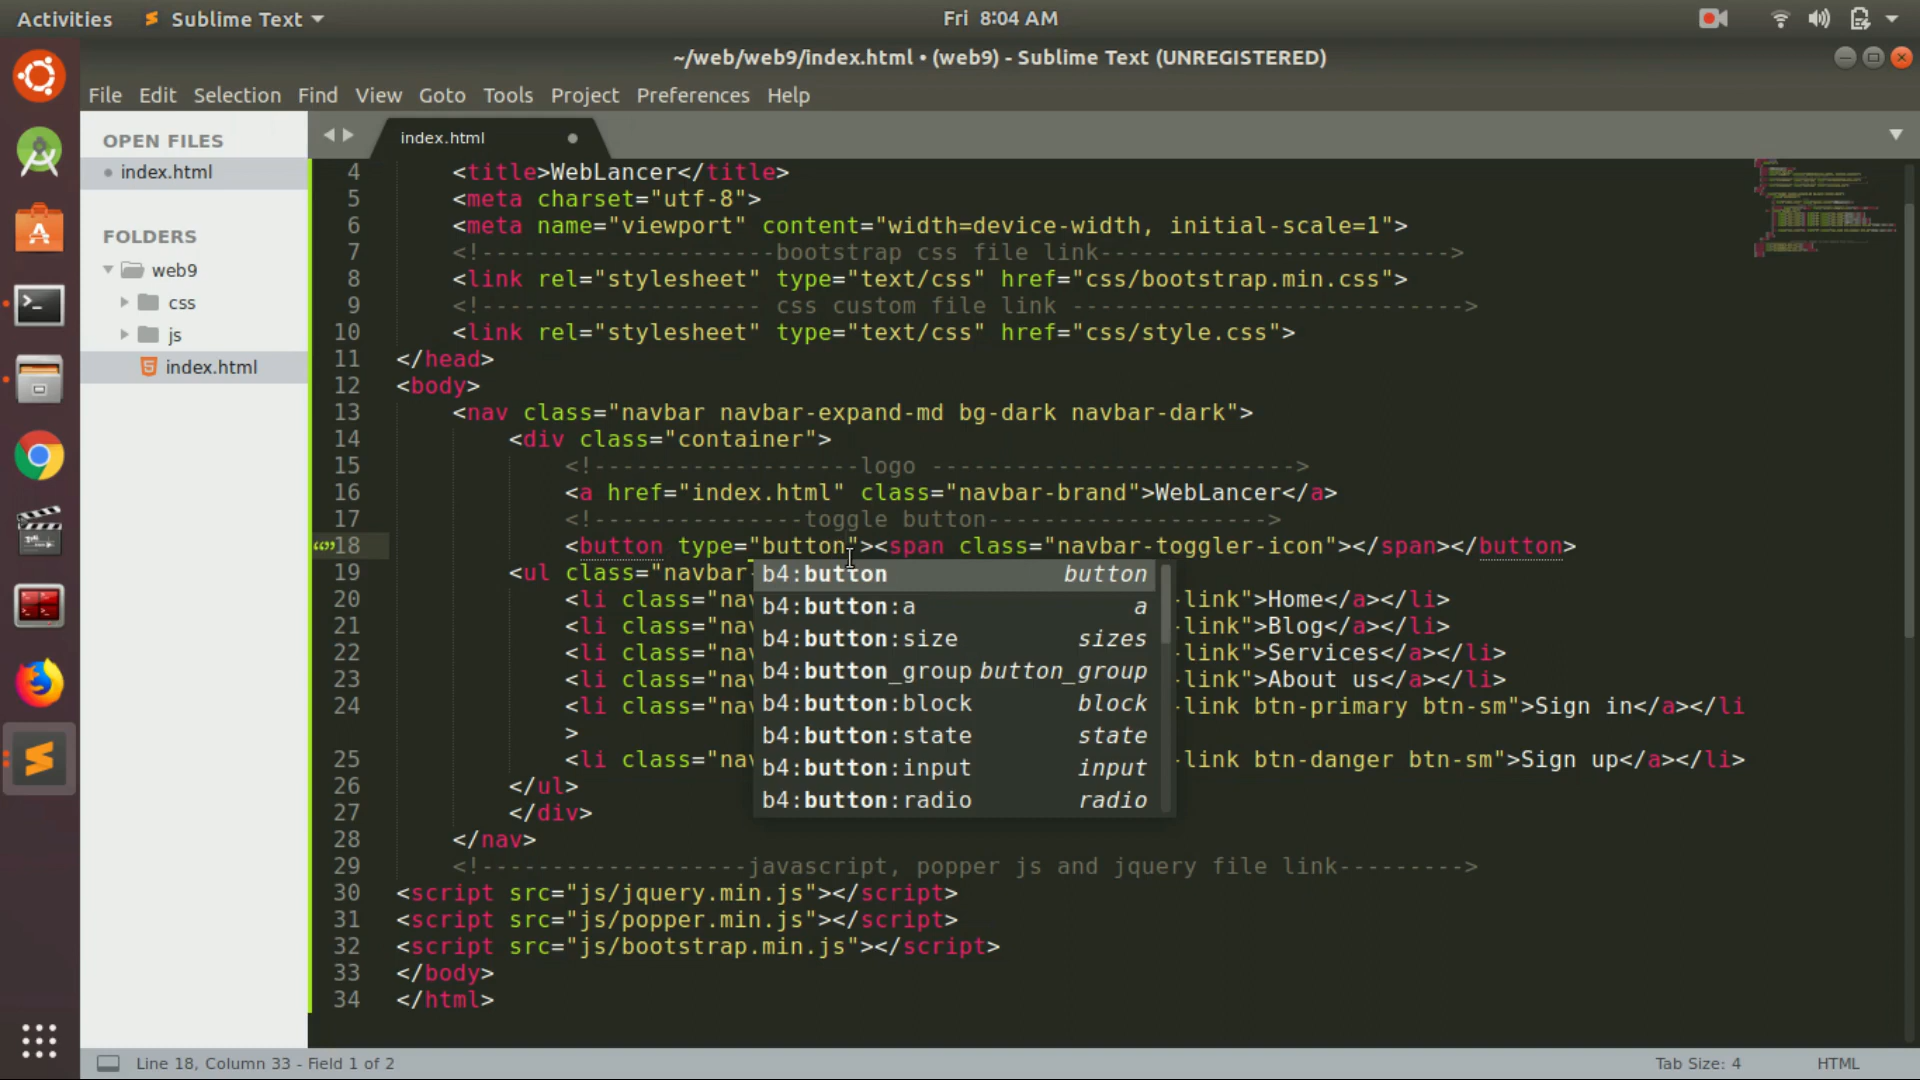 Activities Sublime Text Fri 8:04 AM
~/web/web9/index.html • (web9) - Sublime Text (UNREGISTERED)
File Edit Selection Find View Goto Tools Project Preferences Help
OPEN FILES
index.html
FOLDERS
web9
css
js
index.html
index.html
4 <title>WebLancer</title>
5 <meta charset="utf-8">
6 <meta name="viewport" content="width=device-width, initial-scale=1">
7 <!---------------------bootstrap css file link------------------------->
8 <link rel="stylesheet" type="text/css" href="css/bootstrap.min.css">
9 <!-------------------- css custom file link ---------------------------->
10 <link rel="stylesheet" type="text/css" href="css/style.css">
11 </head>
12 <body>
13 <nav class="navbar navbar-expand-md bg-dark navbar-dark">
14 <div class="container">
15 <!-------------------logo ------------------------->
16 <a href="index.html" class="navbar-brand">WebLancer</a>
17 <!---------------toggle button-------------------->
18 <button type="button"><span class="navbar-toggler-icon"></span></button>
19 <ul class="navbar-
20 <li class="nav link">Home</a></li>
21 <li class="nav link">Blog</a></li>
22 <li class="nav link">Services</a></li>
23 <li class="nav link">About us</a></li>
24 <li class="nav -link btn-primary btn-sm">Sign in</a></li
>
25 <li class="nav -link btn-danger btn-sm">Sign up</a></li>
26 </ul>
27 </div>
28 </nav>
29 <!-------------------javascript, popper js and jquery file link--------->
30 <script src="js/jquery.min.js"></script>
31 <script src="js/popper.min.js"></script>
32 <script src="js/bootstrap.min.js"></script>
33 </body>
34 </html>
b4:button button
b4:button:a a
b4:button:size sizes
b4:button_group button_group
b4:button:block block
b4:button:state state
b4:button:input input
b4:button:radio radio
Line 18, Column 33 - Field 1 of 2 Tab Size: 4 HTML